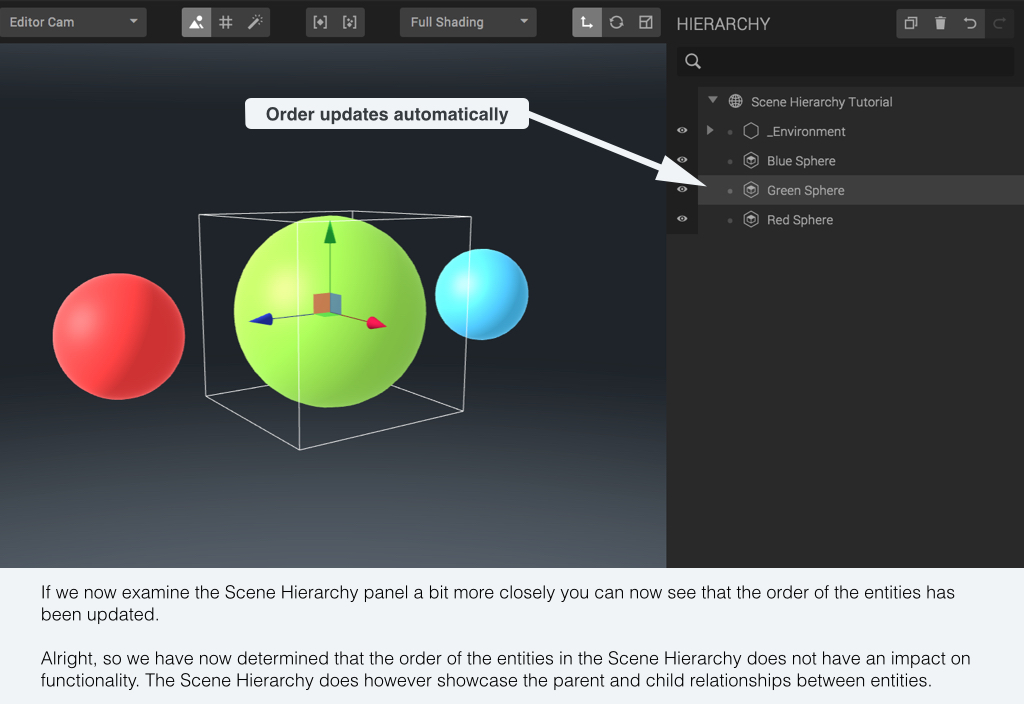 Editor Cam
Full Shading
HIERARCHY
Order updates automatically
Scene Hierarchy Tutorial
_Environment
Blue Sphere
Green Sphere
Red Sphere
If we now examine the Scene Hierarchy panel a bit more closely you can now see that the order of the entities has
been updated.
Alright, so we have now determined that the order of the entities in the Scene Hierarchy does not have an impact on
functionality. The Scene Hierarchy does however showcase the parent and child relationships between entities.